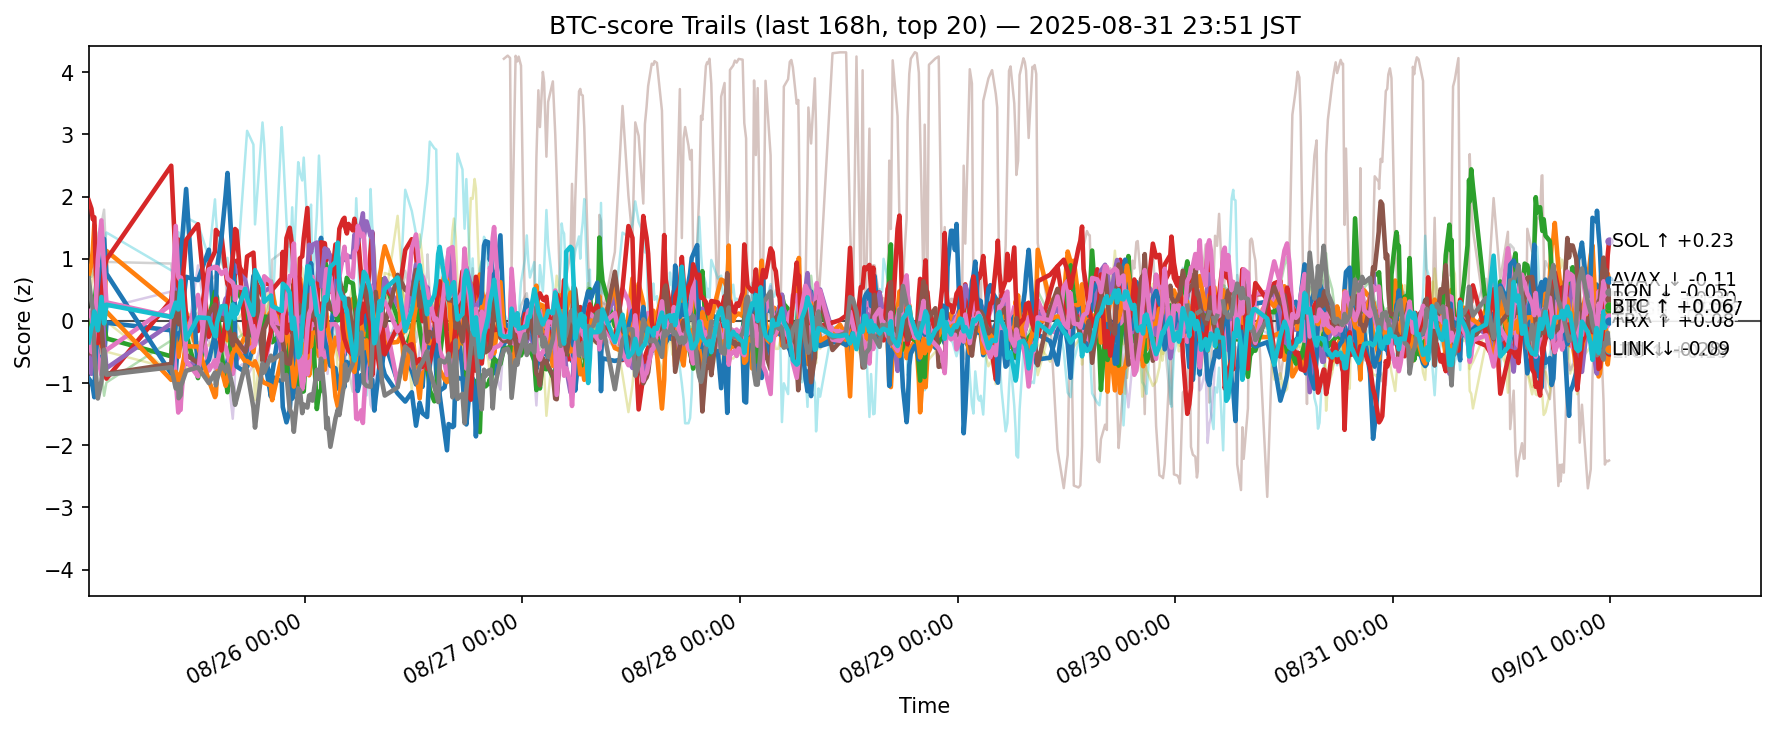 BTC-score Trails (last 168h, top 20) — 2025-08-31 23:51 JST
Score (z)
4
3
2
1
0
−1
−2
−3
−4
SOL ↑ +0.23
AVAX ↓ -0.11
TON ↓ -0.05
BTC ↑ +0.06
TRX ↑ +0.08
LINK ↓ -0.09
08/26 00:00
08/27 00:00
08/28 00:00
08/29 00:00
08/30 00:00
08/31 00:00
09/01 00:00
Time